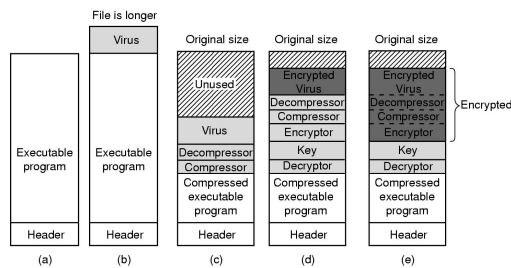 File is longer
Virus
Executable
program
Header
(a)
Executable
program
Header
(b)
Original size
Unused
Virus
Decompressor
Compressor
Compressed
executable
program
Header
(c)
Original size
Encrypted
Virus
Decompressor
Compressor
Encryptor
Key
Decryptor
Compressed
executable
program
Header
(d)
Original size
Encrypted
Virus
Decompressor
Compressor
Encryptor
Key
Decryptor
Compressed
executable
program
Header
(e)
Encrypted